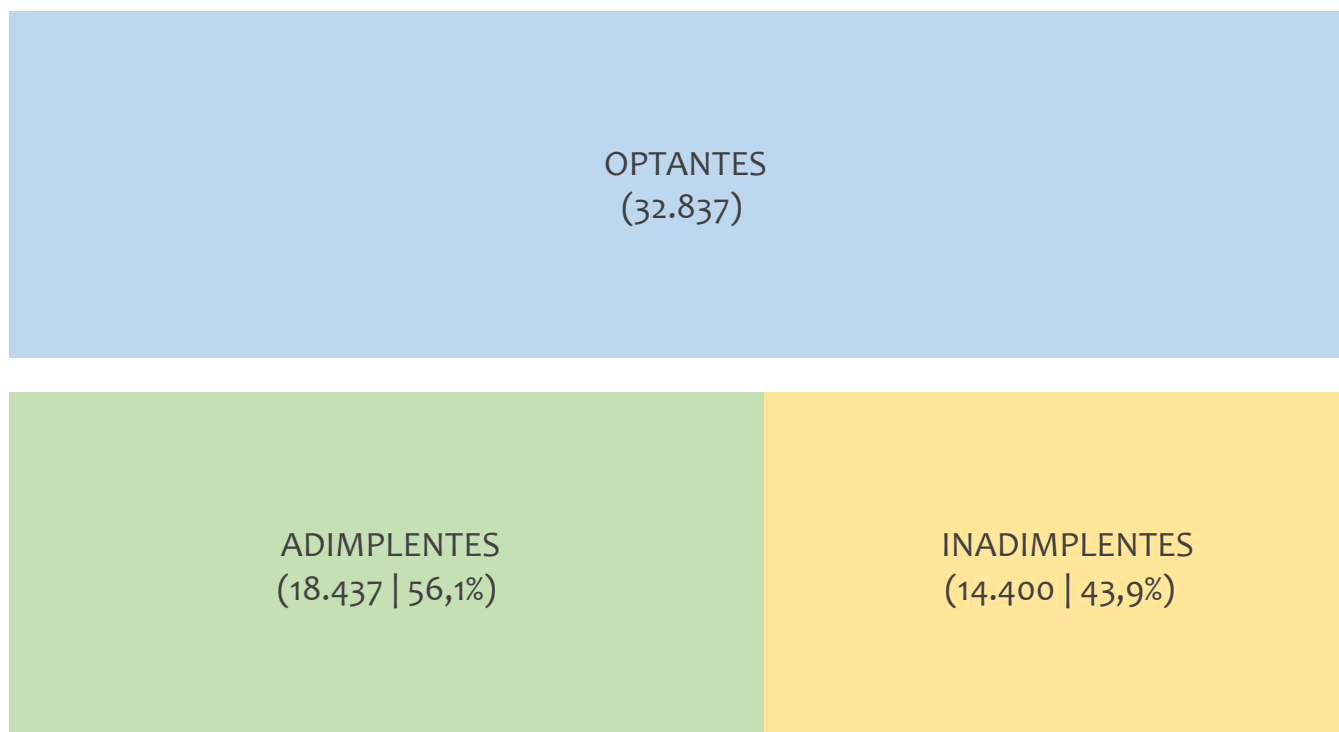 OPTANTES
(32.837)
ADIMPLENTES
(18.437 | 56,1%)
INADIMPLENTES
(14.400 | 43,9%)